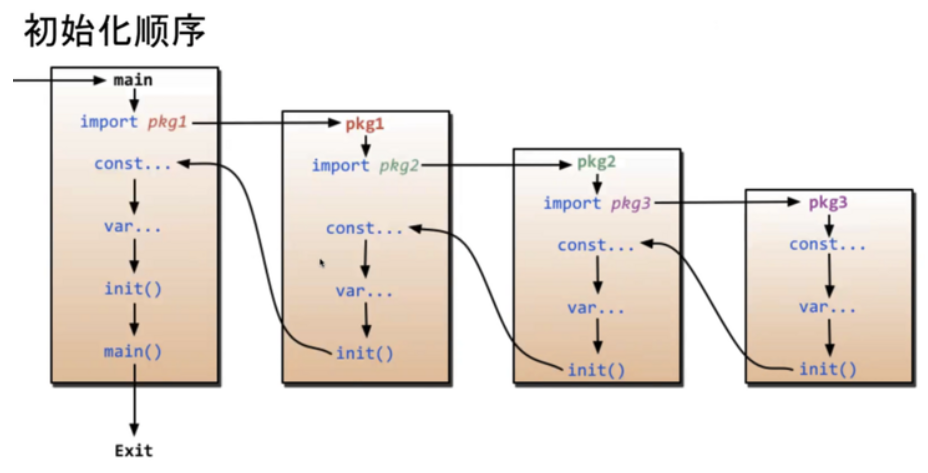 初始化顺序
main
import pkg1
const...
var...
init()
main()
Exit
pkg1
import pkg2
const...
var...
init()
pkg2
import pkg3
const...
var...
init()
pkg3
const...
var...
init()